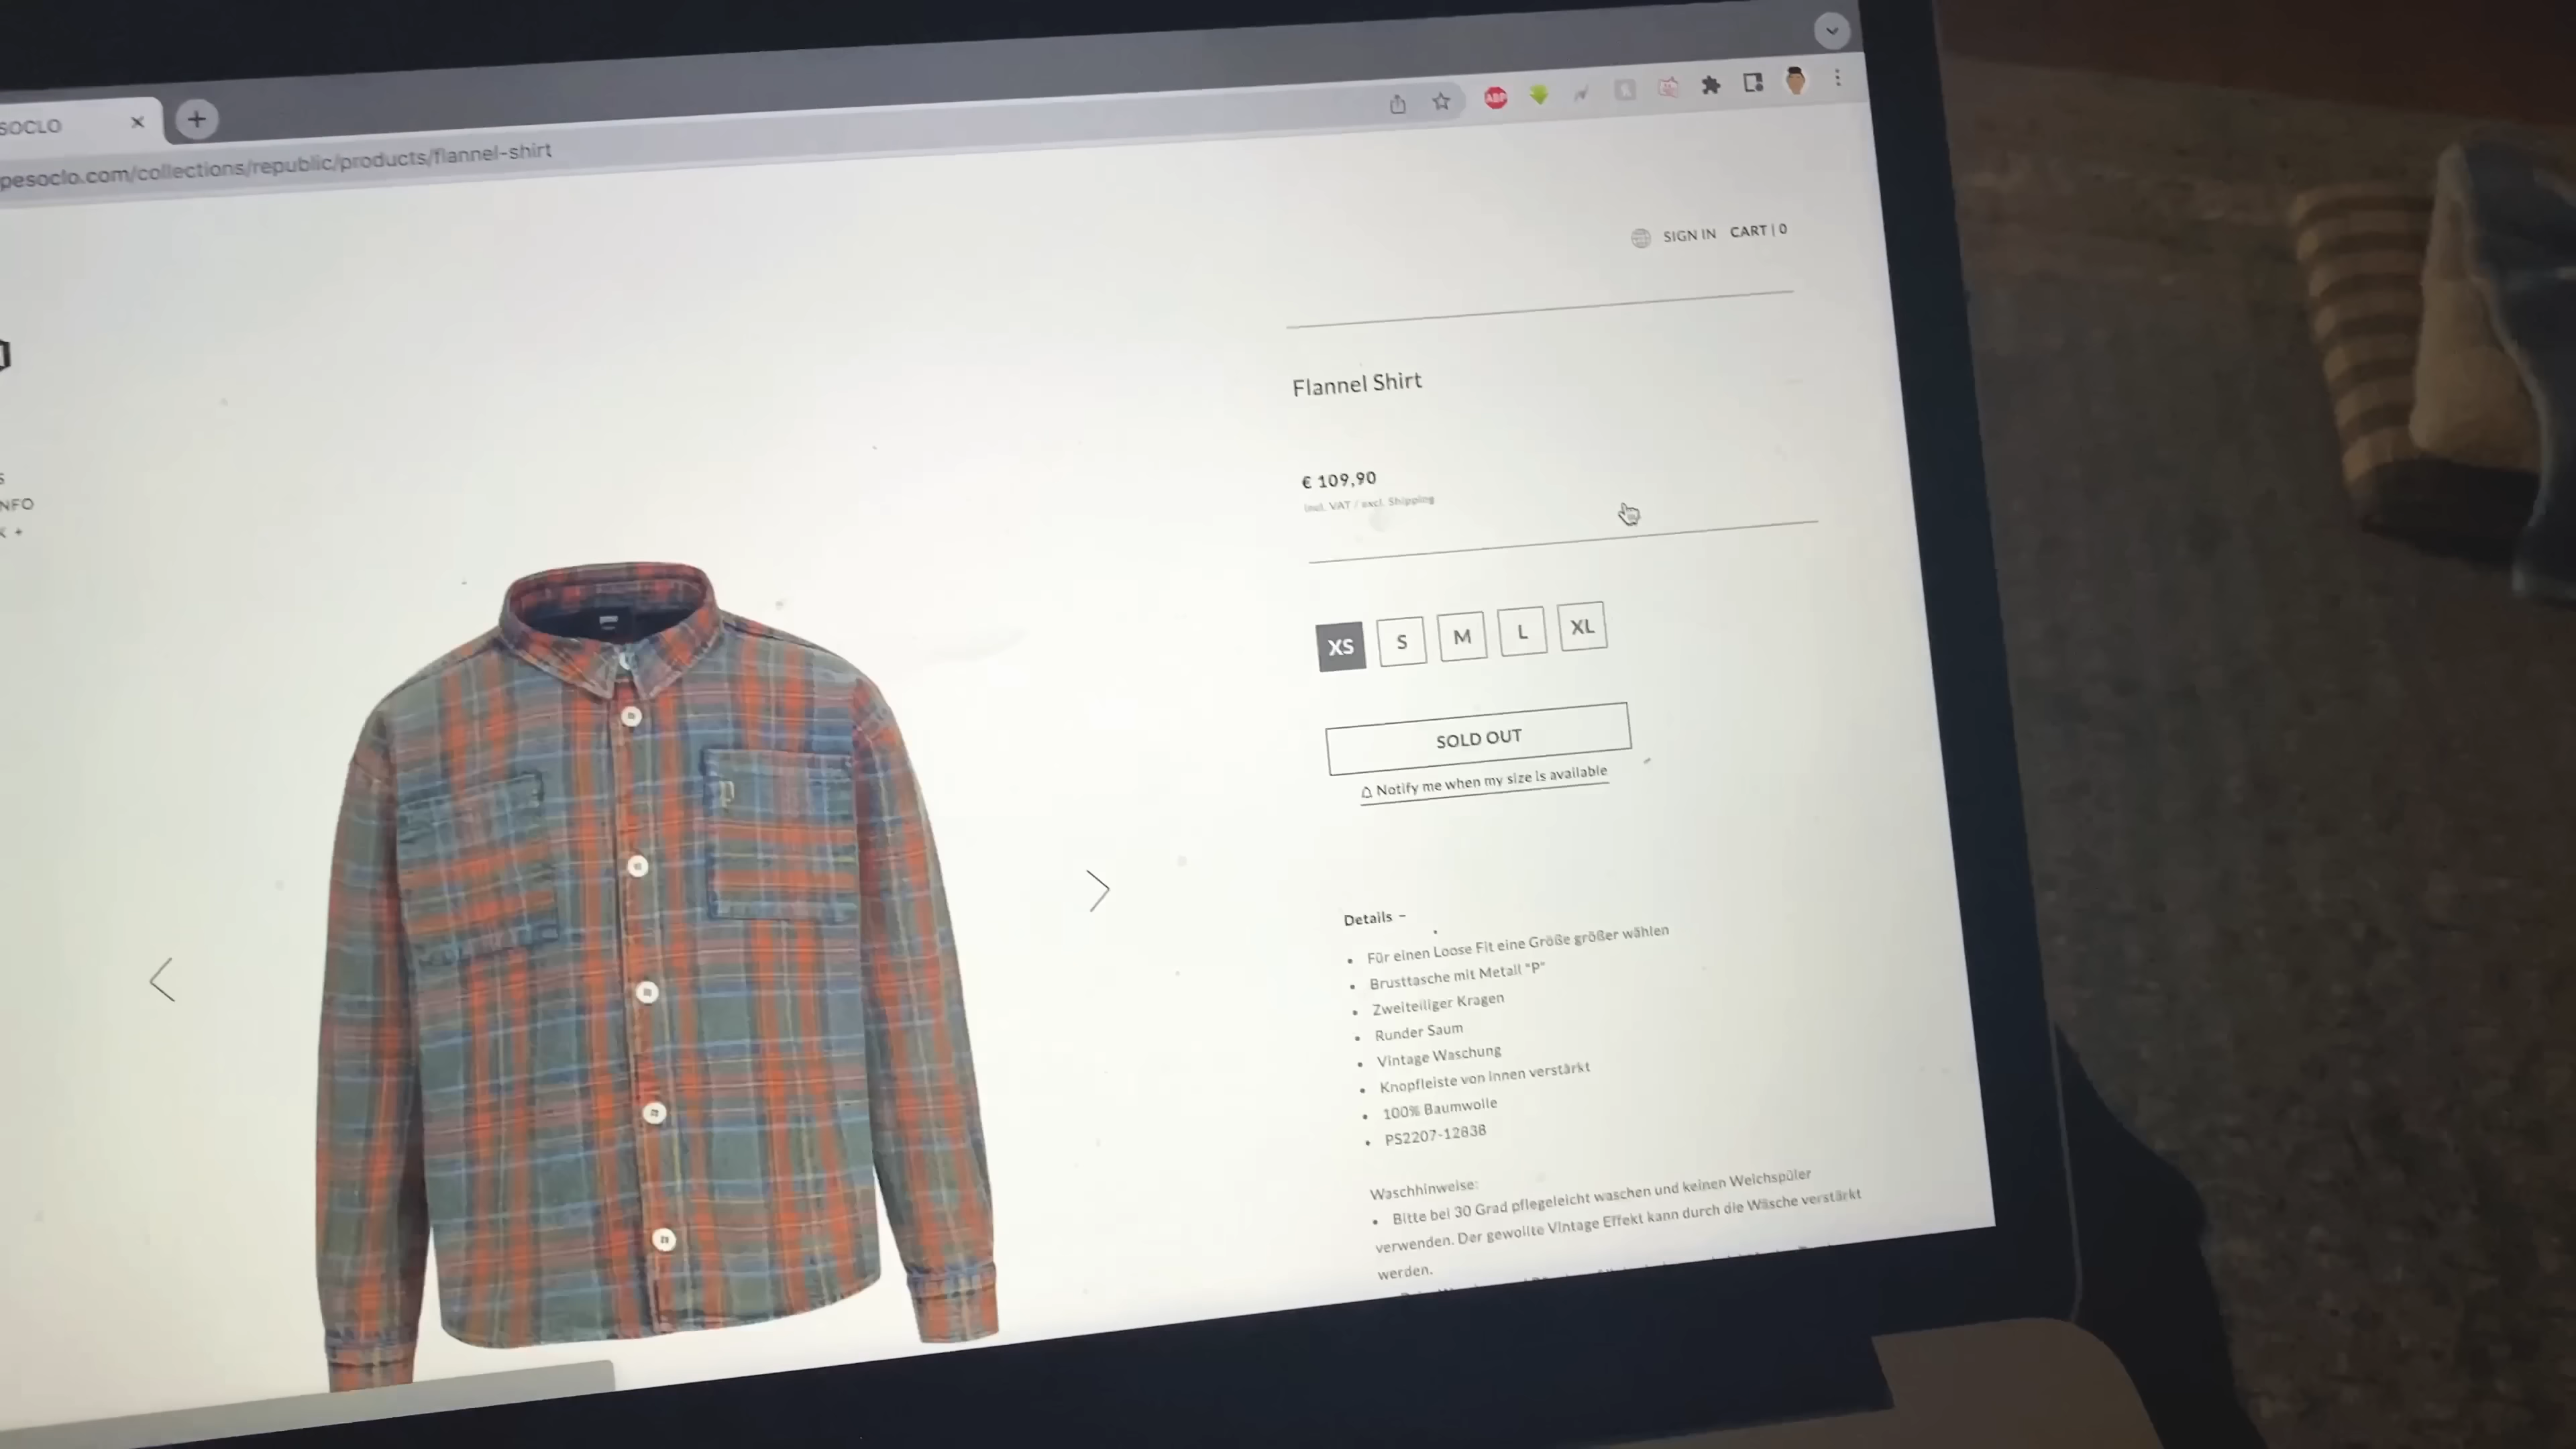 SOCLO
pesoclo.com/collections/republic/products/flannel-shirt
ABP
SIGN IN CART | 0
NFO
Flannel Shirt
€ 109,90
Incl. VAT / excl. Shipping
XS S M L XL
SOLD OUT
Notify me when my size is available
P
Details –
• Für einen Loose Fit eine Größe größer wählen
• Brusttasche mit Metall "P"
• Zweiteiliger Kragen
• Runder Saum
• Vintage Waschung
• Knopfleiste von innen verstärkt
• 100% Baumwolle
• PS2207-12838
Waschhinweise:
• Bitte bei 30 Grad pflegeleicht waschen und keinen Weichspüler
verwenden. Der gewollte Vintage Effekt kann durch die Wäsche verstärkt
werden.